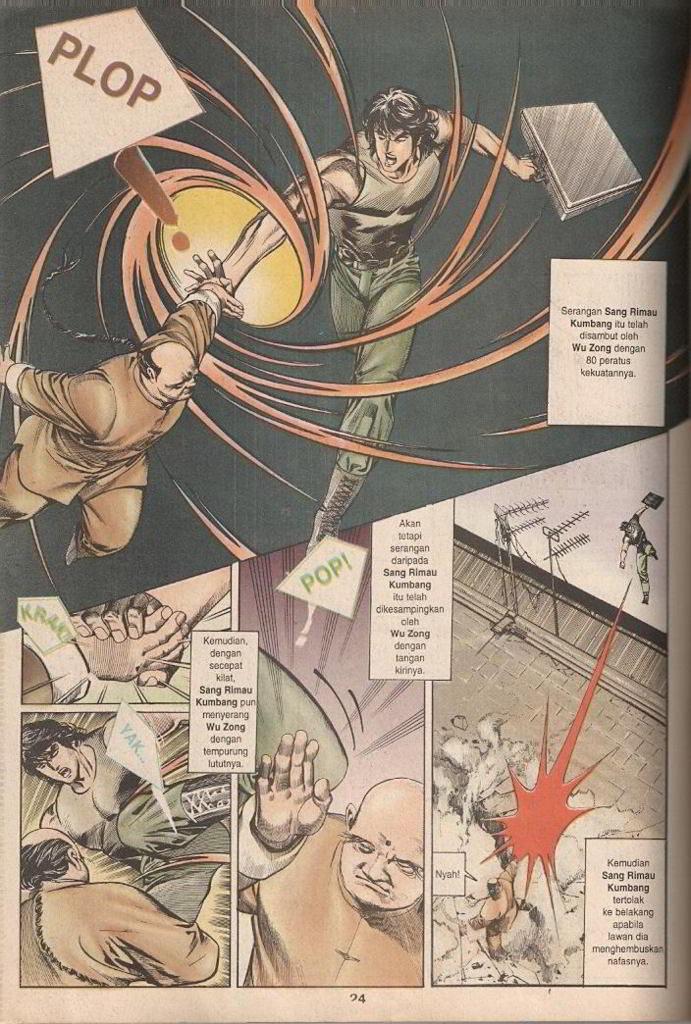 PLOP
Serangan Sang Rimau
Kumbang itu telah
disambut oleh
Wu Zong dengan
80 peratus
kekuatannya.
KRAK!
Kemudian,
dengan
secepat
kilat,
Sang Rimau
Kumbang pun
menyerang
Wu Zong
dengan
tempurung
lututnya.
YAK...
POP!
Akan
tetapi
serangan
daripada
Sang Rimau
Kumbang
itu telah
dikesampingkan
oleh
Wu Zong
dengan
tangan
kirinya.
Nyah!
Kemudian
Sang Rimau
Kumbang
tertolak
ke belakang
apabila
lawan dia
menghembuskan
nafasnya.
24